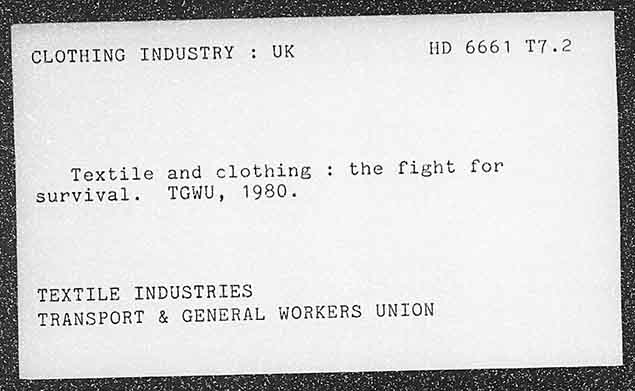 CLOTHING INDUSTRY : UK HD 6661 T7.2
Textile and clothing : the fight for
survival. TGWU, 1980.
TEXTILE INDUSTRIES
TRANSPORT & GENERAL WORKERS UNION